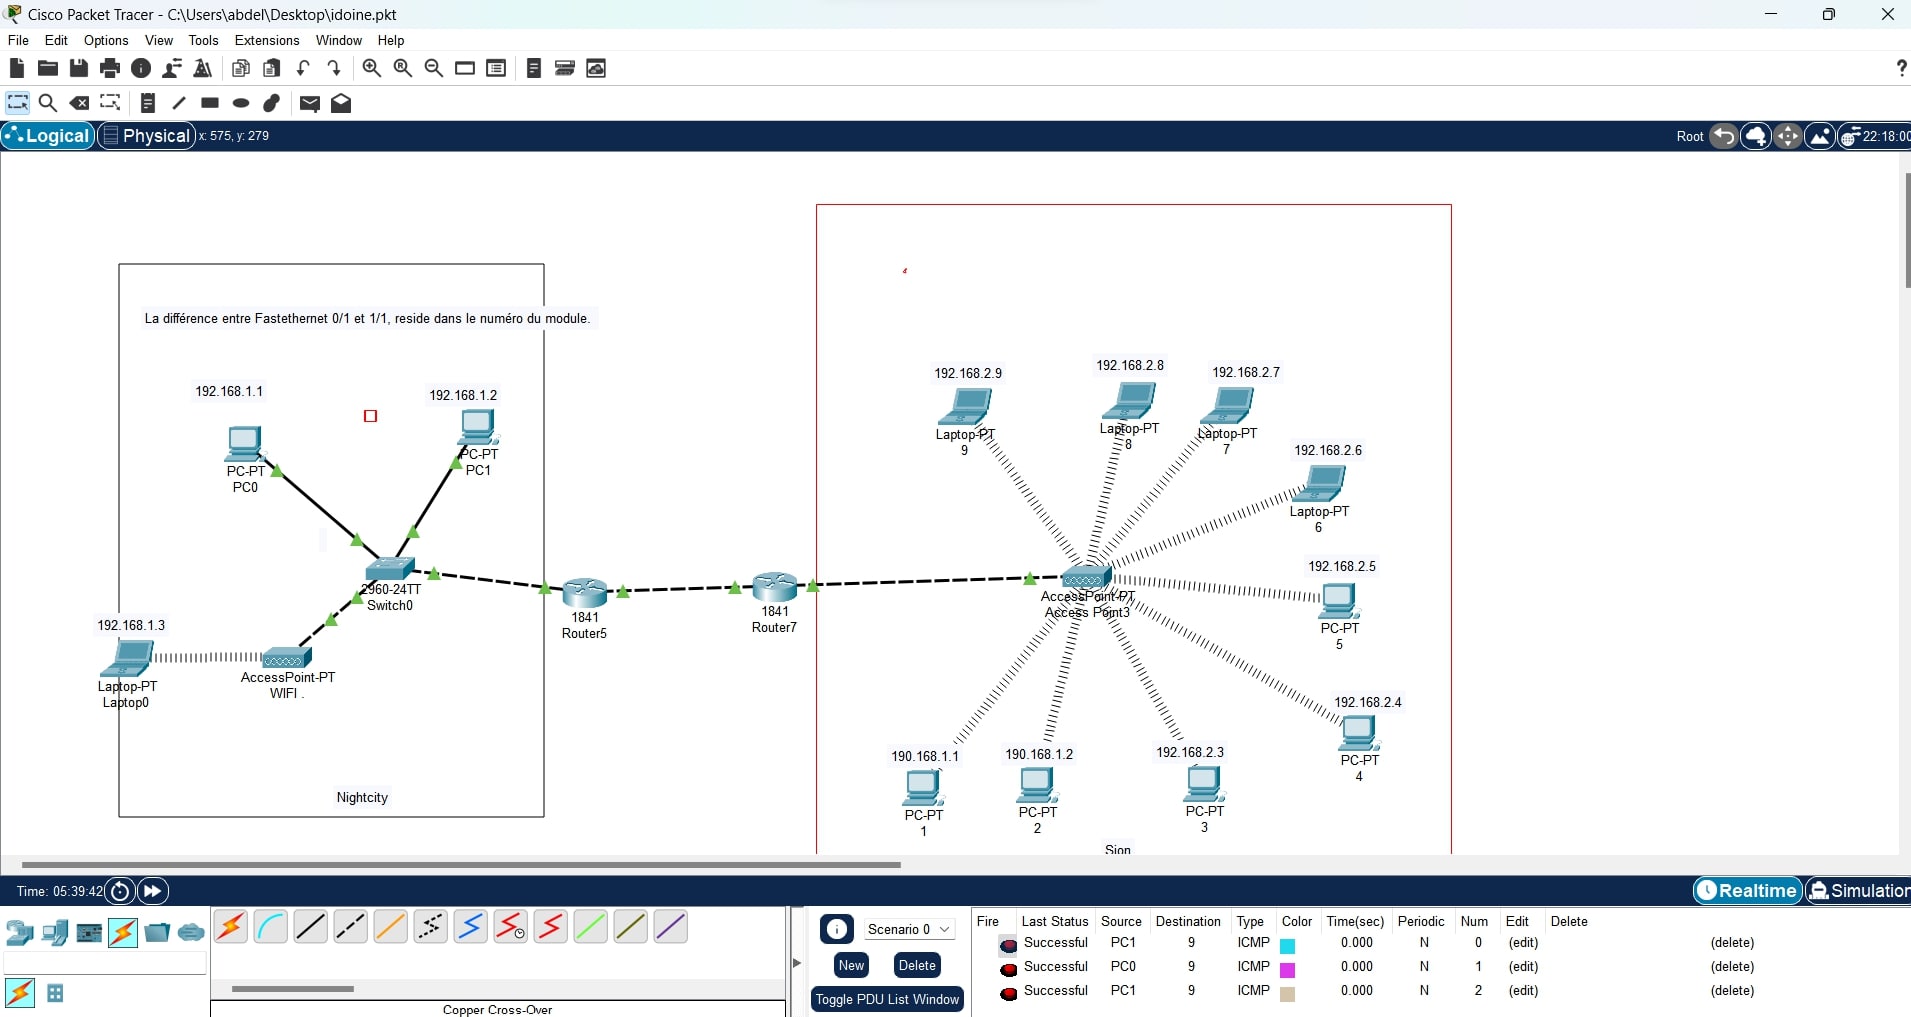 Cisco Packet Tracer - C:\Users\abdel\Desktop\idoine.pkt
File Edit Options View Tools Extensions Window Help
?
Logical Physical x: 575, y: 279 Root 22:18:00
La différence entre Fastethernet 0/1 et 1/1, reside dans le numéro du module.
192.168.1.1
192.168.1.2
PC-PT
PC0
PC-PT
PC1
2960-24TT
Switch0
192.168.1.3
Laptop-PT
Laptop0
AccessPoint-PT
WIFI .
Nightcity
1841
Router5
1841
Router7
192.168.2.9
Laptop-PT
9
192.168.2.8
Laptop-PT
8
192.168.2.7
Laptop-PT
7
192.168.2.6
Laptop-PT
6
192.168.2.5
PC-PT
5
AccessPoint-PT
Access Point3
192.168.2.4
PC-PT
4
190.168.1.1
PC-PT
1
190.168.1.2
PC-PT
2
192.168.2.3
PC-PT
3
Sion
Time: 05:39:42 Realtime Simulation
Scenario 0
New Delete
Toggle PDU List Window
Copper Cross-Over
Fire Last Status Source Destination Type Color Time(sec) Periodic Num Edit Delete
Successful PC1 9 ICMP 0.000 N 0 (edit) (delete)
Successful PC0 9 ICMP 0.000 N 1 (edit) (delete)
Successful PC1 9 ICMP 0.000 N 2 (edit) (delete)